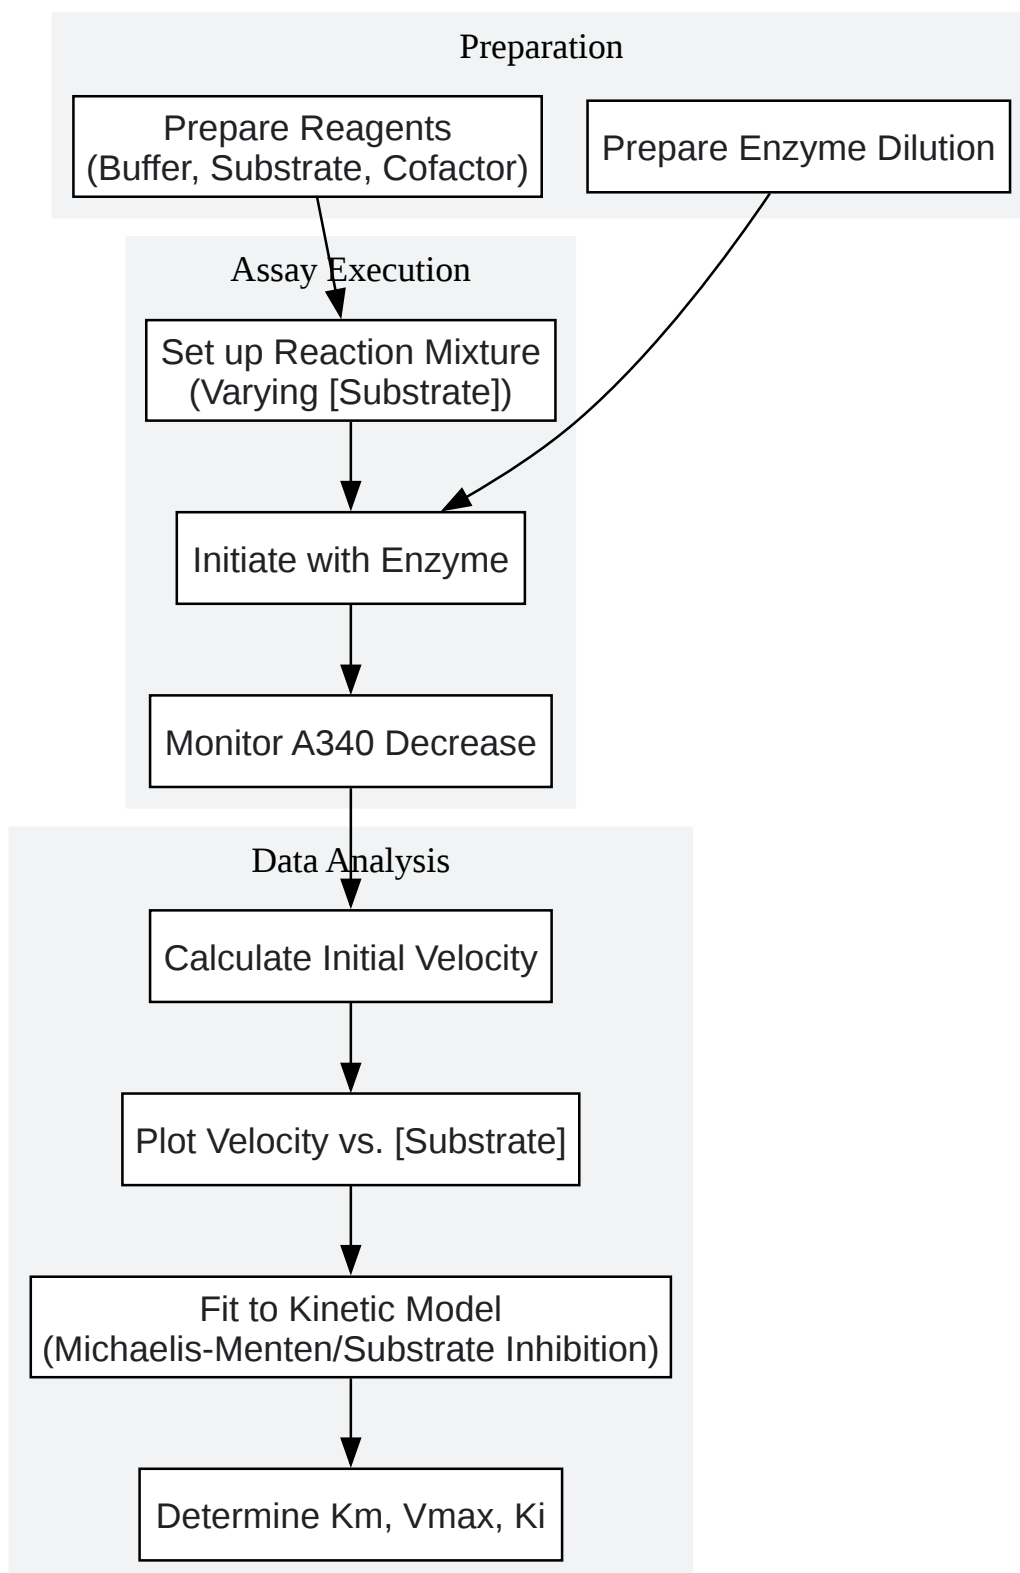 Preparation
Prepare Reagents
(Buffer, Substrate, Cofactor)
Prepare Enzyme Dilution
Assay Execution
Set up Reaction Mixture
(Varying [Substrate])
Initiate with Enzyme
Monitor A340 Decrease
Data Analysis
Calculate Initial Velocity
Plot Velocity vs. [Substrate]
Fit to Kinetic Model
(Michaelis-Menten/Substrate Inhibition)
Determine Km, Vmax, Ki